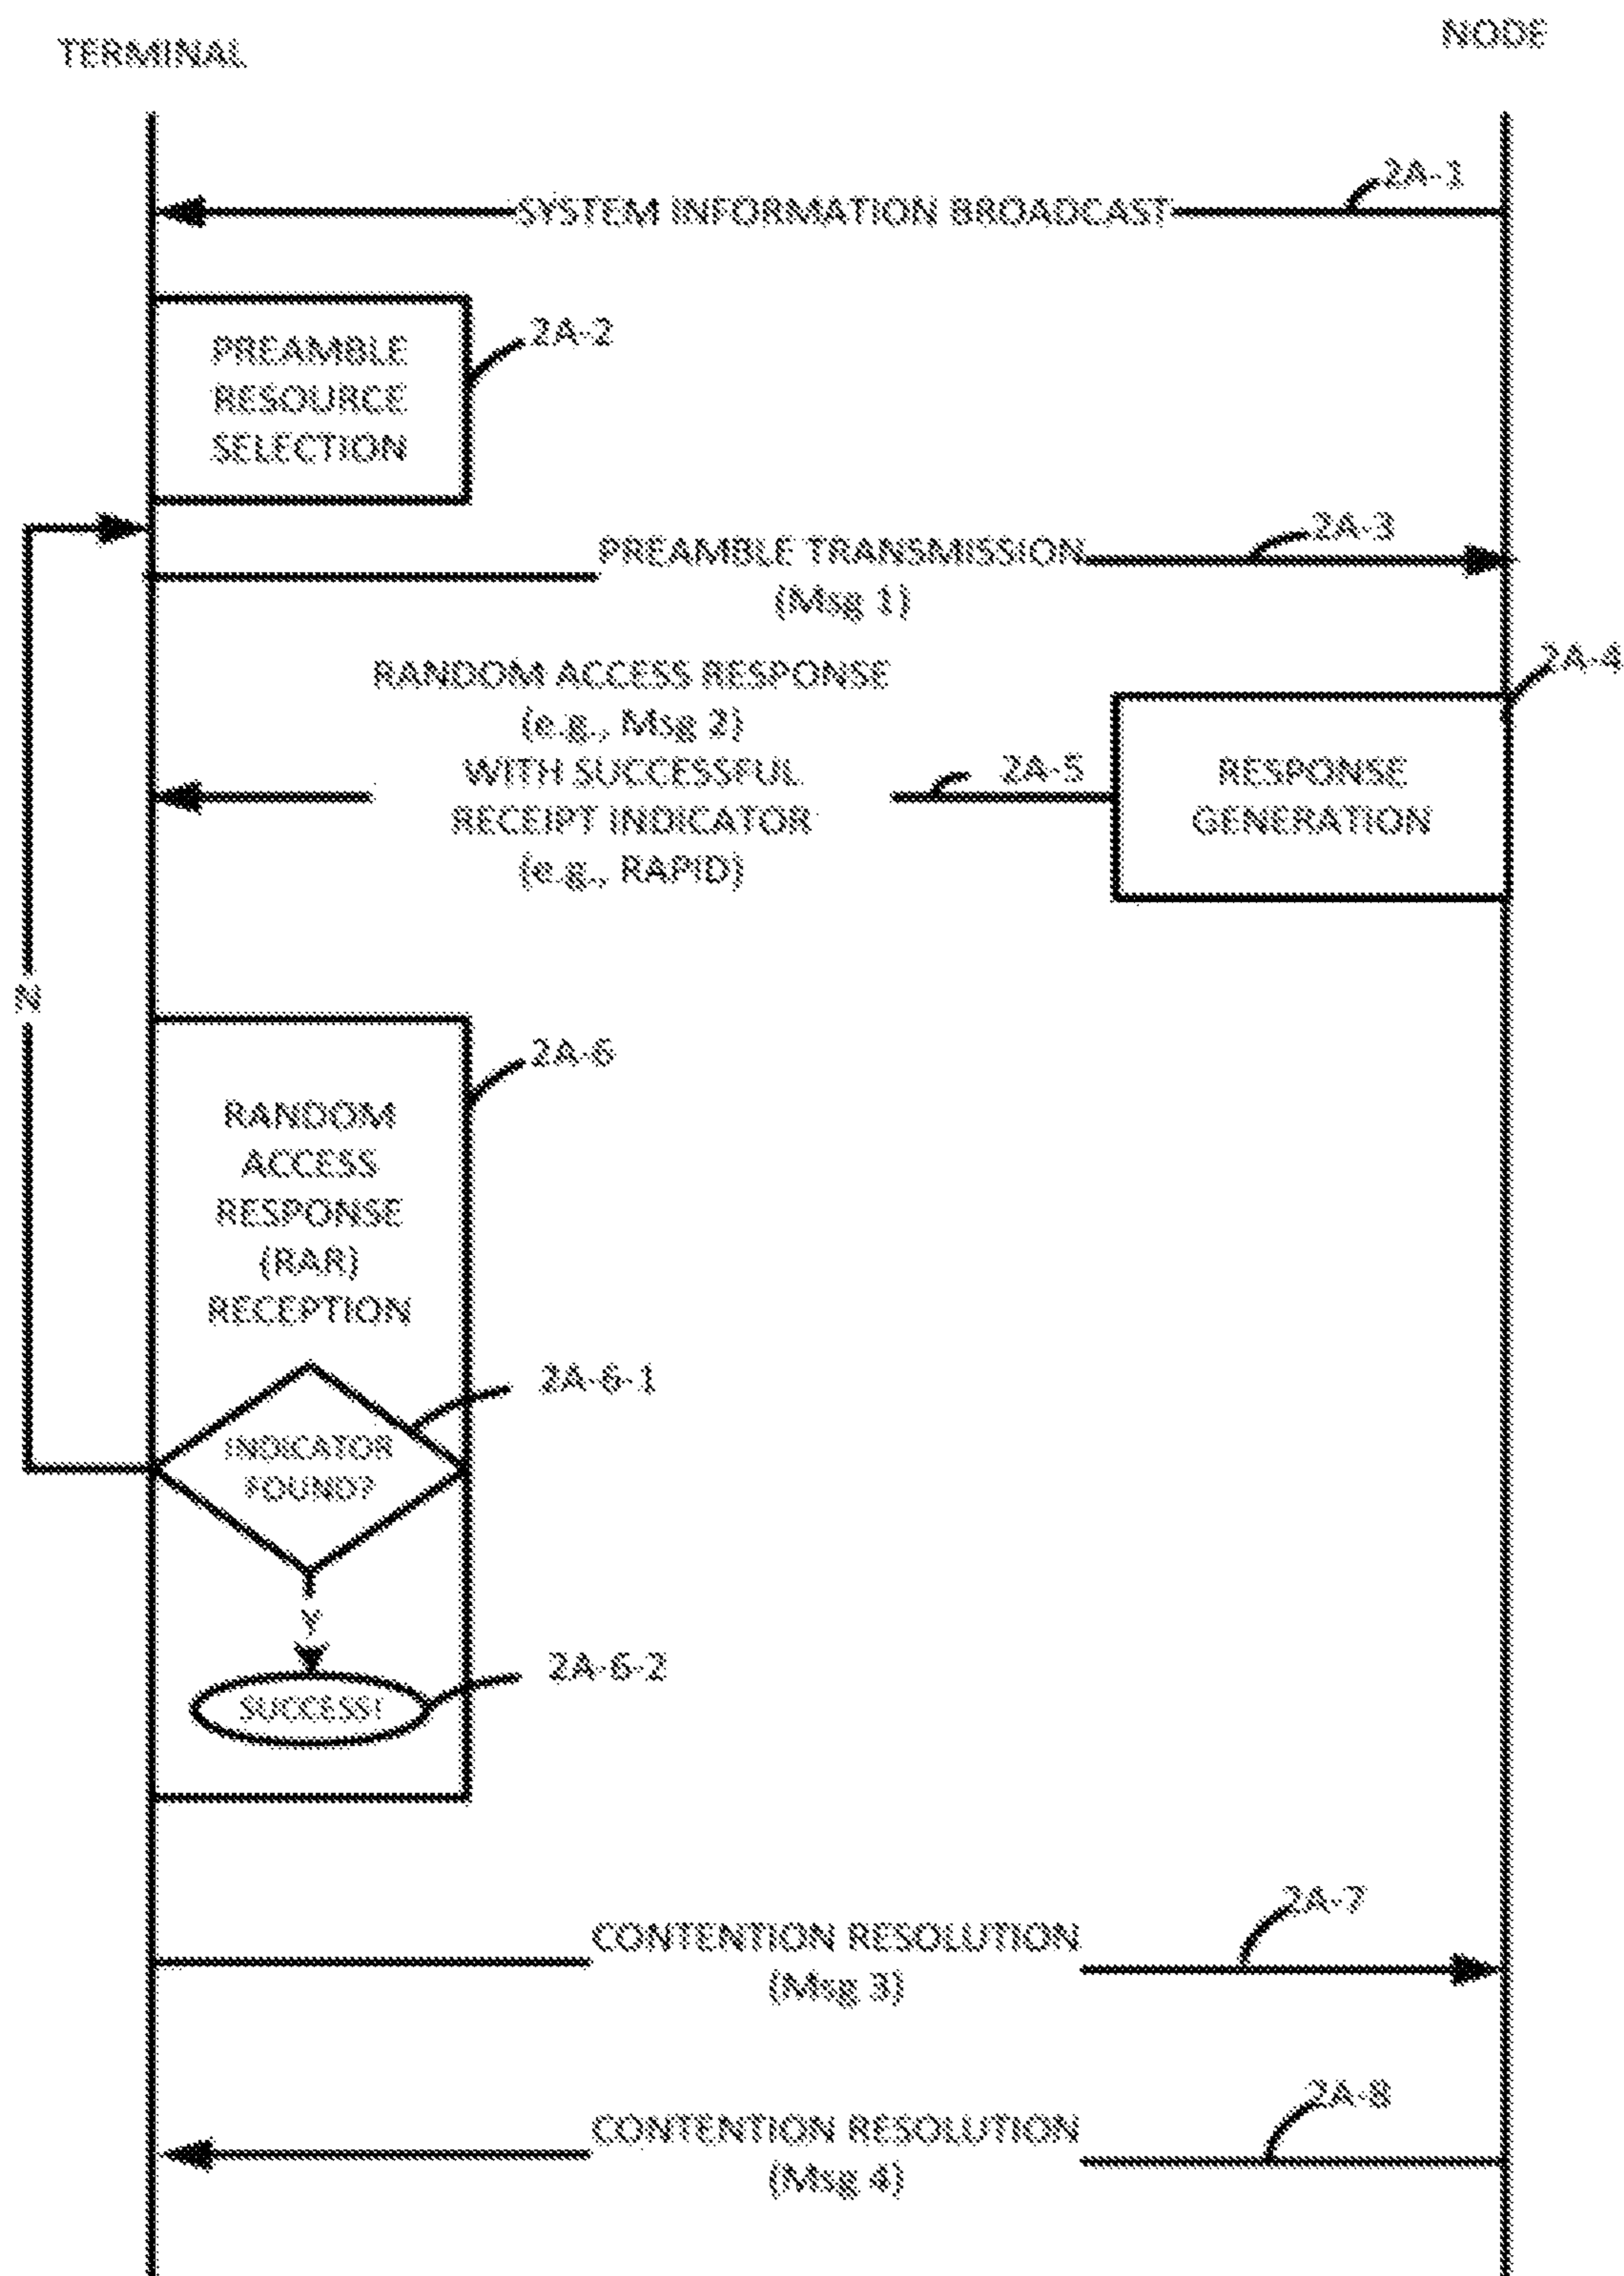 TERMINAL
NODE
2A-1
SYSTEM INFORMATION BROADCAST
2A-2
PREAMBLE
RESOURCE
SELECTION
2A-3
PREAMBLE TRANSMISSION
(Msg 1)
2A-4
RANDOM ACCESS RESPONSE
(e.g., Msg 2)
WITH SUCCESSFUL
RECEIPT INDICATOR
(e.g., RAPID)
2A-5
RESPONSE
GENERATION
N
2A-6
RANDOM
ACCESS
RESPONSE
(RAR)
RECEPTION
2A-6-1
INDICATOR
FOUND?
Y
2A-6-2
SUCCESS!
2A-7
CONTENTION RESOLUTION
(Msg 3)
2A-8
CONTENTION RESOLUTION
(Msg 4)